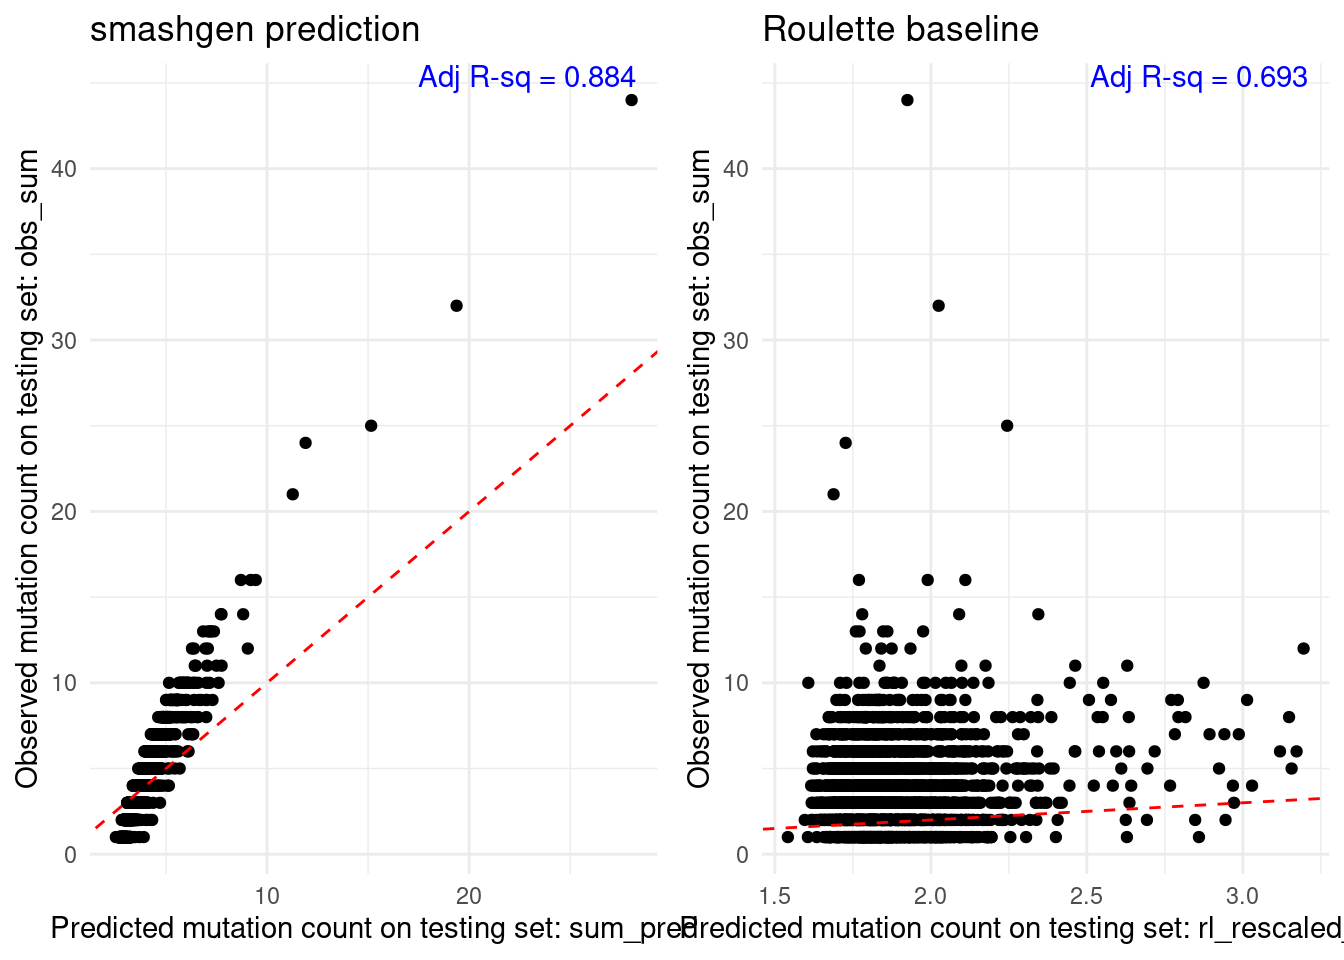 smashgen prediction
Adj R-sq = 0.884
Observed mutation count on testing set: obs_sum
40
30
20
10
0
10
20
Predicted mutation count on testing set: sum_pred
Roulette baseline
Adj R-sq = 0.693
Observed mutation count on testing set: obs_sum
40
30
20
10
0
1.5
2.0
2.5
3.0
Predicted mutation count on testing set: rl_rescaled_